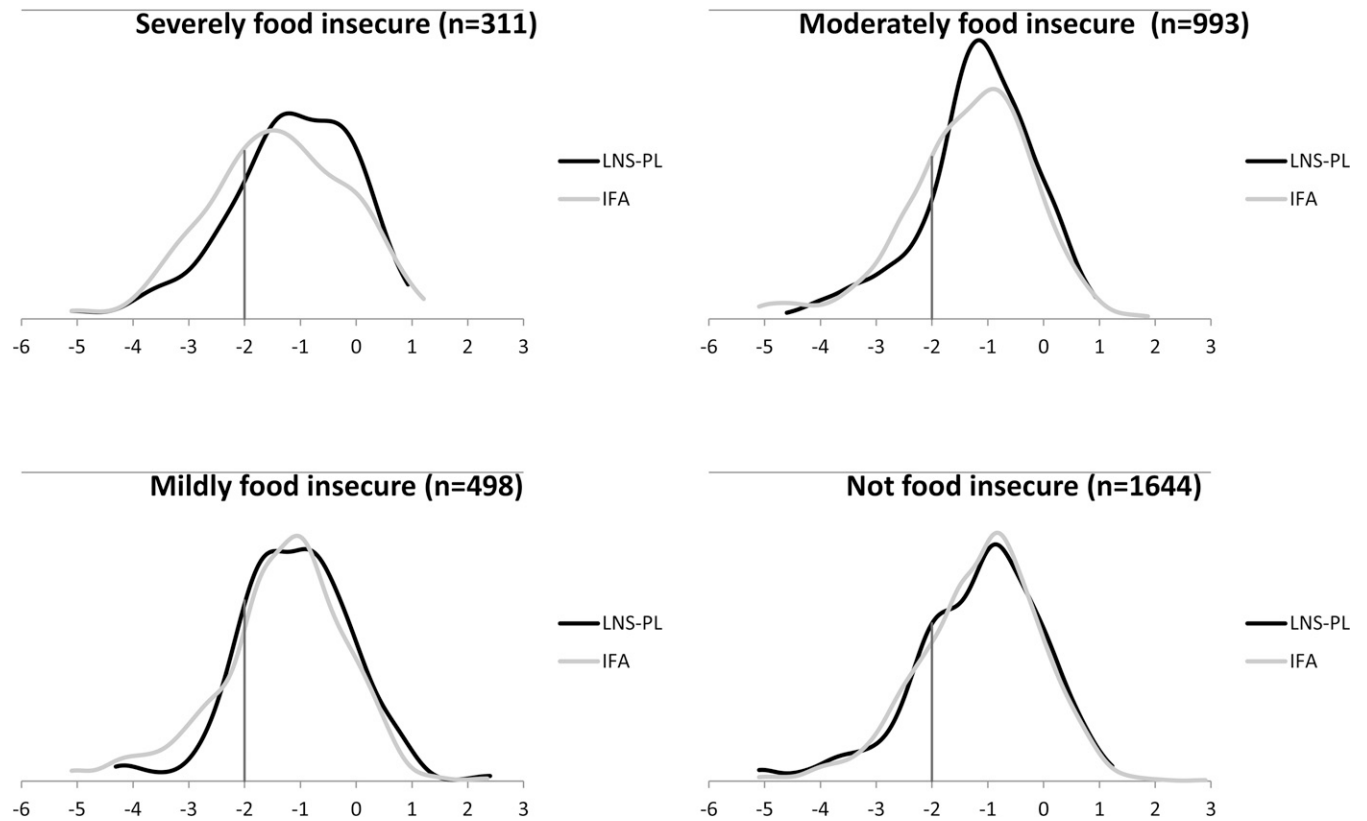 Severely food insecure (n=311)
LNS-PL
IFA
-6 -5 -4 -3 -2 -1 0 1 2 3
Moderately food insecure (n=993)
LNS-PL
IFA
-6 -5 -4 -3 -2 -1 0 1 2 3
Mildly food insecure (n=498)
LNS-PL
IFA
-6 -5 -4 -3 -2 -1 0 1 2 3
Not food insecure (n=1644)
LNS-PL
IFA
-6 -5 -4 -3 -2 -1 0 1 2 3